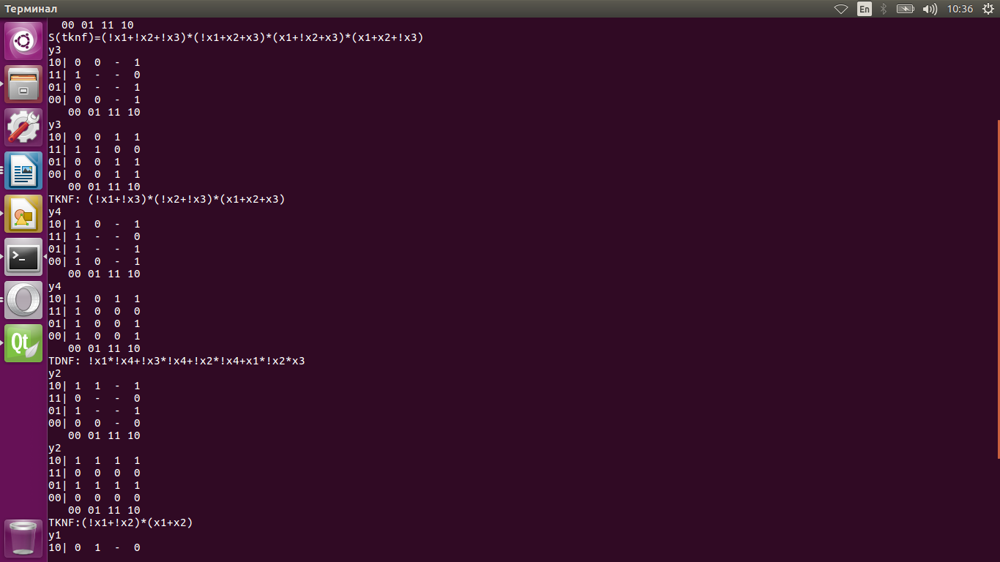 Терминал
En
10:36
00 01 11 10
S(tknf)=(!x1+!x2+!x3)*(!x1+x2+x3)*(x1+!x2+x3)*(x1+x2+!x3)
y3
10| 0 0 - 1
11| 1 - - 0
01| 0 - - 1
00| 0 0 - 1
00 01 11 10
y3
10| 0 0 1 1
11| 1 1 0 0
01| 0 0 1 1
00| 0 0 1 1
00 01 11 10
TKNF: (!x1+!x3)*(!x2+!x3)*(x1+x2+x3)
y4
10| 1 0 - 1
11| 1 - - 0
01| 1 - - 1
00| 1 0 - 1
00 01 11 10
y4
10| 1 0 1 1
11| 1 0 0 0
01| 1 0 0 1
00| 1 0 0 1
00 01 11 10
TDNF: !x1*!x4+!x3*!x4+!x2*!x4+x1*!x2*x3
y2
10| 1 1 - 1
11| 0 - - 0
01| 1 - - 1
00| 0 0 - 0
00 01 11 10
y2
10| 1 1 1 1
11| 0 0 0 0
01| 1 1 1 1
00| 0 0 0 0
00 01 11 10
TKNF:(!x1+!x2)*(x1+x2)
y1
10| 0 1 - 0
>_
Qt